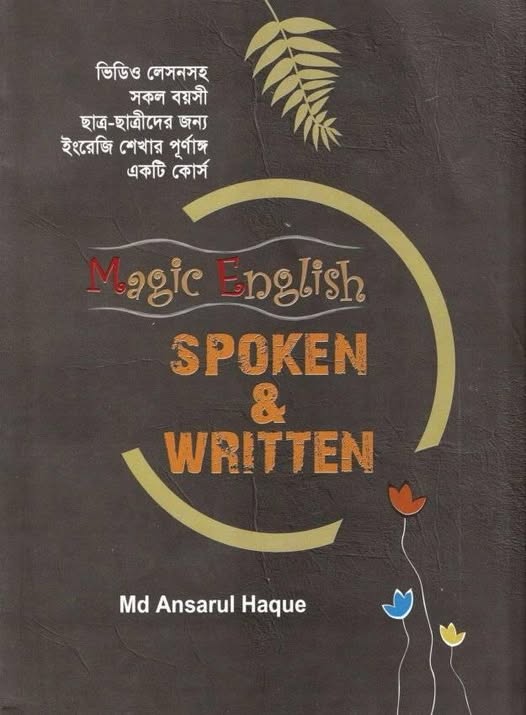 ভিডিও লেসনসহ
সকল বয়সী
ছাত্র-ছাত্রীদের জন্য
ইংরেজি শেখার পূর্ণাঙ্গ
একটি কোর্স
Magic English
SPOKEN
&
WRITTEN
Md Ansarul Haque